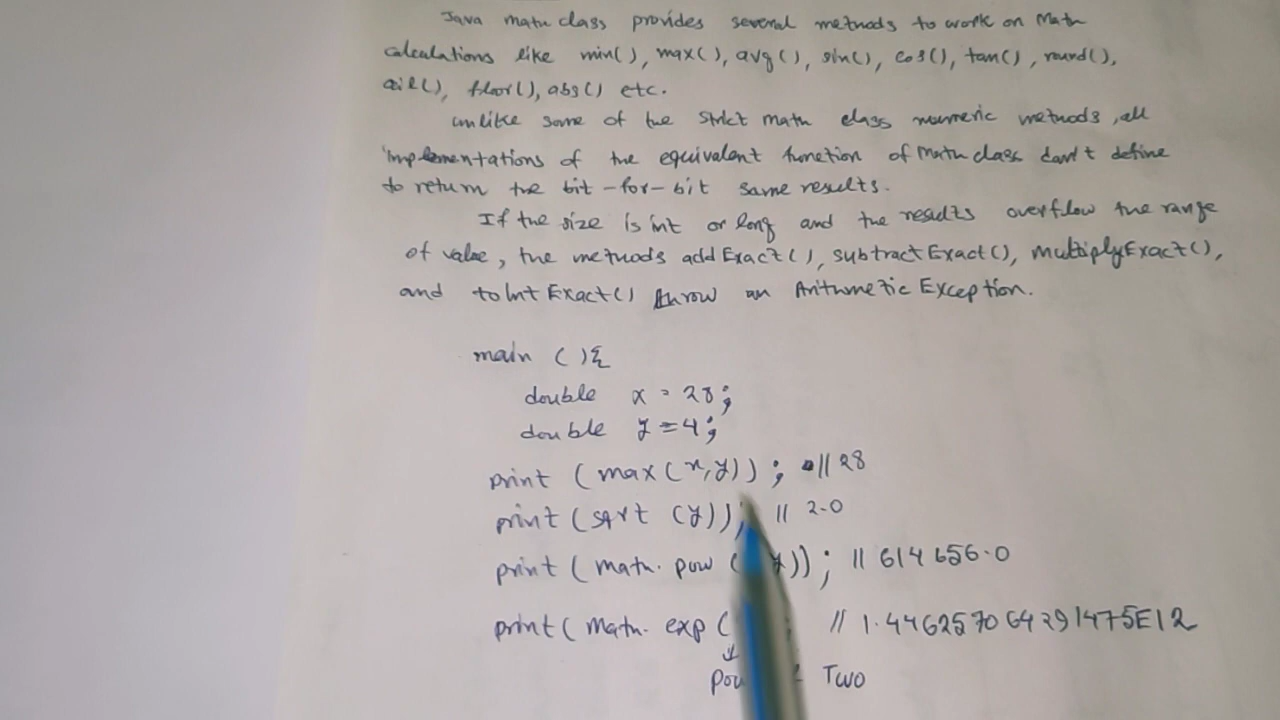 Java math class provides several methods to work on Math
calculations like min(), max(), avg(), sin(), cos(), tan(), round(),
ceil(), floor(), abs() etc.
unlike some of the Strict Math class numeric methods, all
implementations of the equivalent function of Math class don't define
to return the bit-for-bit same results.
If the size is int or long and the results overflow the range
of value, the methods addExact(), subtractExact(), multiplyExact(),
and toInt Exact() throw an Arithmetic Exception.
main () {
double x = 28;
double y = 4;
print (max (x,y)); // 28
print (sqrt (y)); // 2.0
print (math. pow ( y)); // 614656.0
print ( math. exp ( // 1.446257064291475E12
↓
Two